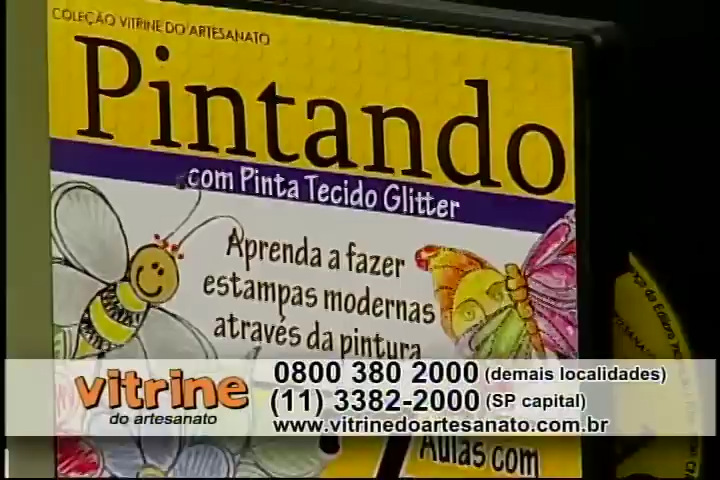 COLEÇÃO VITRINE DO ARTESANATO
Pintando
com Pinta Tecido Glitter
Aprenda a fazer
estampas modernas
através da pintura
vitrine
do artesanato
0800 380 2000 (demais localidades)
(11) 3382-2000 (SP capital)
www.vitrinedoartesanato.com.br
Aulas com